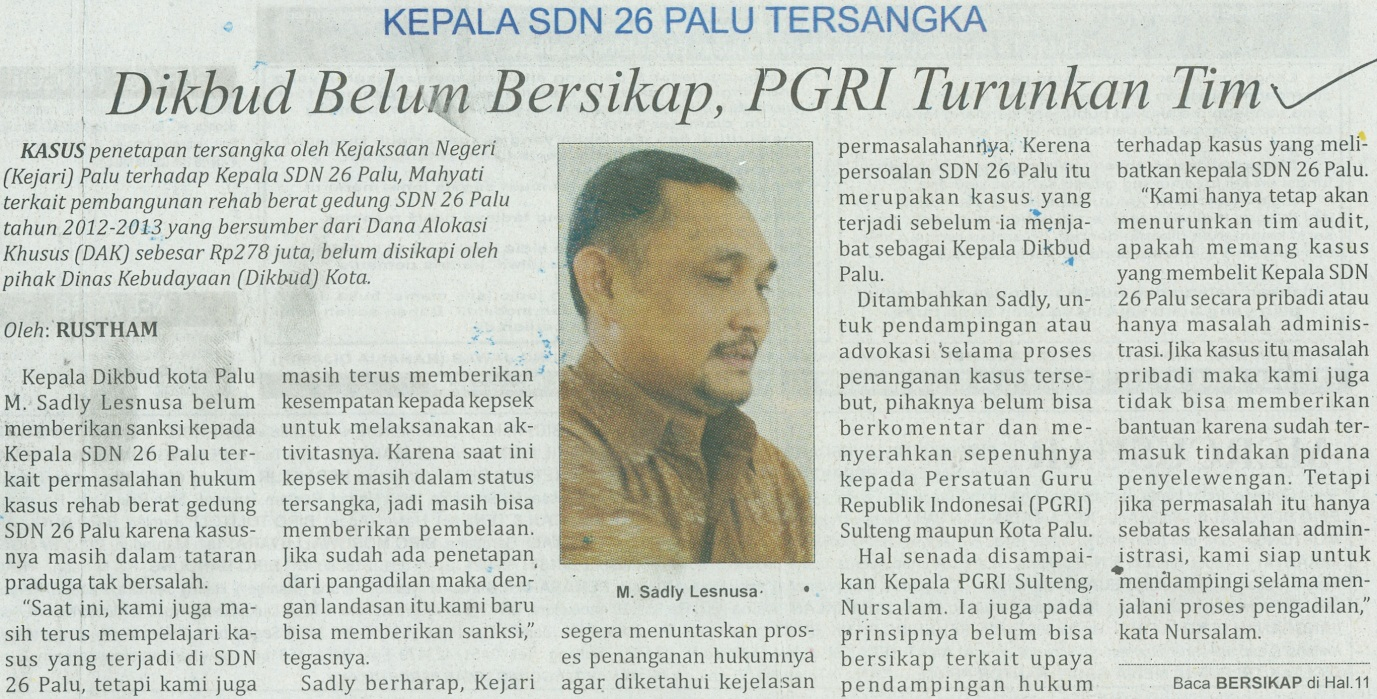 KEPALA SDN 26 PALU TERSANGKA
Dikbud Belum Bersikap, PGRI Turunkan Tim
KASUS penetapan tersangka oleh Kejaksaan Negeri
(Kejari) Palu terhadap Kepala SDN 26 Palu, Mahyati
terkait pembangunan rehab berat gedung SDN 26 Palu
tahun 2012-2013 yang bersumber dari Dana Alokasi
Khusus (DAK) sebesar Rp278 juta, belum disikapi oleh
pihak Dinas Kebudayaan (Dikbud) Kota.
Oleh: RUSTHAM
Kepala Dikbud kota Palu
M. Sadly Lesnusa belum
memberikan sanksi kepada
Kepala SDN 26 Palu ter-
kait permasalahan hukum
kasus rehab berat gedung
SDN 26 Palu karena kasus-
nya masih dalam tataran
praduga tak bersalah.
“Saat ini, kami juga ma-
sih terus mempelajari ka-
sus yang terjadi di SDN
26 Palu, tetapi kami juga
masih terus memberikan
kesempatan kepada kepsek
untuk melaksanakan ak-
tivitasnya. Karena saat ini
kepsek masih dalam status
tersangka, jadi masih bisa
memberikan pembelaan.
Jika sudah ada penetapan
dari pangadilan maka den-
gan landasan itu kami baru
bisa memberikan sanksi,”
tegasnya.
Sadly berharap, Kejari
M. Sadly Lesnusa
segera menuntaskan pros-
es penanganan hukumnya
agar diketahui kejelasan
permasalahannya. Kerena
persoalan SDN 26 Palu itu
merupakan kasus yang
terjadi sebelum ia menja-
bat sebagai Kepala Dikbud
Palu.
Ditambahkan Sadly, un-
tuk pendampingan atau
advokasi selama proses
penanganan kasus terse-
but, pihaknya belum bisa
berkomentar dan me-
nyerahkan sepenuhnya
kepada Persatuan Guru
Republik Indonesai (PGRI)
Sulteng maupun Kota Palu.
Hal senada disampai-
kan Kepala PGRI Sulteng,
Nursalam. Ia juga pada
prinsipnya belum bisa
bersikap terkait upaya
pendampingan hukum
terhadap kasus yang meli-
batkan kepala SDN 26 Palu.
“Kami hanya tetap akan
menurunkan tim audit,
apakah memang kasus
yang membelit Kepala SDN
26 Palu secara pribadi atau
hanya masalah adminis-
trasi. Jika kasus itu masalah
pribadi maka kami juga
tidak bisa memberikan
bantuan karena sudah ter-
masuk tindakan pidana
penyelewengan. Tetapi
jika permasalah itu hanya
sebatas kesalahan admin-
istrasi, kami siap untuk
mendampingi selama men-
jalani proses pengadilan,”
kata Nursalam.
Baca BERSIKAP di Hal.11